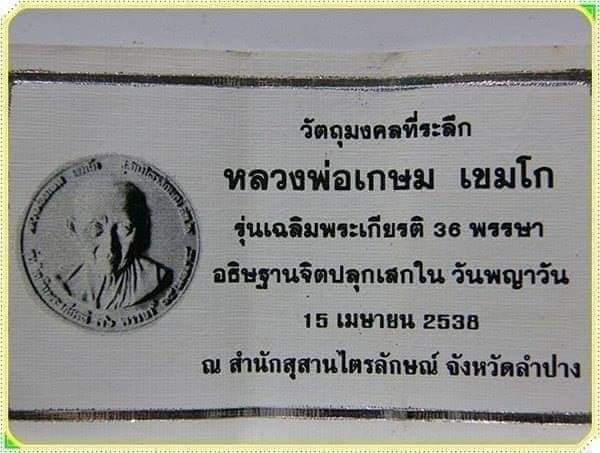 วัตถุมงคลที่ระลึก
หลวงพ่อเกษม เขมโก
รุ่นเฉลิมพระเกียรติ 36 พรรษา
อธิษฐานจิตปลุกเสกใน วันพญาวัน
15 เมษายน 2538
ณ สำนักสุสานไตรลักษณ์ จังหวัดลำปาง